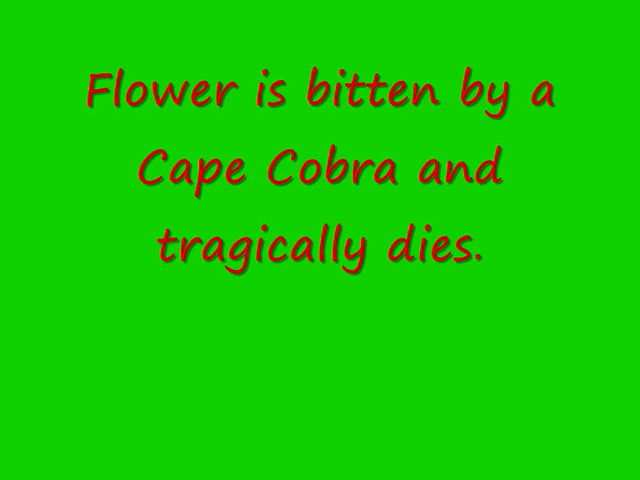 Flower is bitten by a
Cape Cobra and
tragically dies.